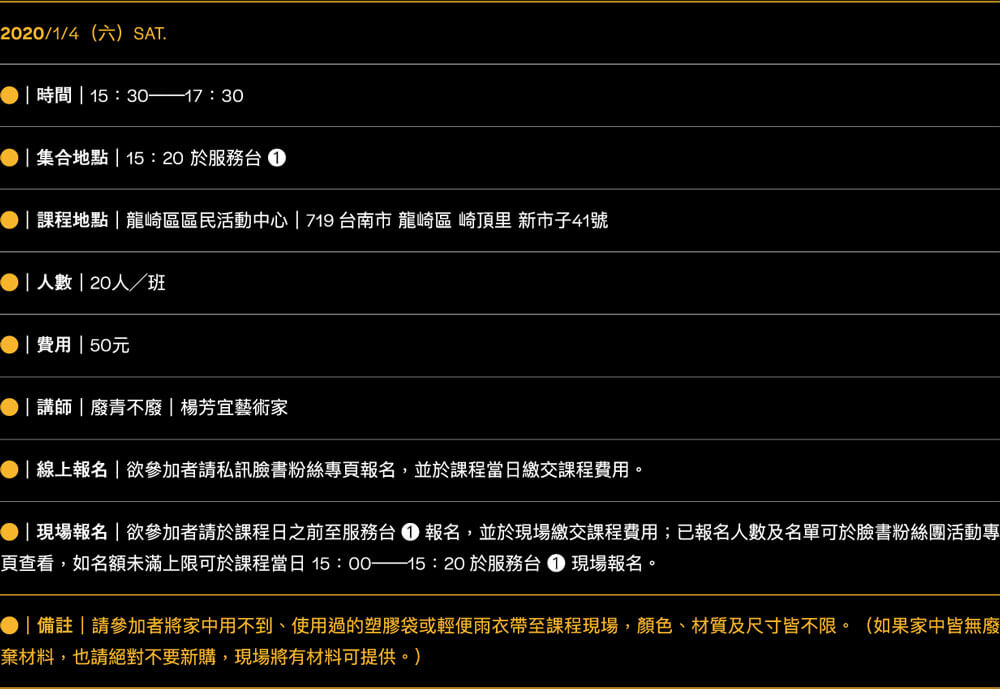 2020/1/4（六）SAT.
●｜時間｜15：30——17：30
●｜集合地點｜15：20 於服務台 ❶
●｜課程地點｜龍崎區區民活動中心｜719 台南市 龍崎區 崎頂里 新市子41號
●｜人數｜20人／班
●｜費用｜50元
●｜講師｜廢青不廢｜楊芳宜藝術家
●｜線上報名｜欲參加者請私訊臉書粉絲專頁報名，並於課程當日繳交課程費用。
●｜現場報名｜欲參加者請於課程日之前至服務台 ❶ 報名，並於現場繳交課程費用；已報名人數及名單可於臉書粉絲團活動專
頁查看，如名額未滿上限可於課程當日 15：00——15：20 於服務台 ❶ 現場報名。
●｜備註｜請參加者將家中用不到、使用過的塑膠袋或輕便雨衣帶至課程現場，顏色、材質及尺寸皆不限。（如果家中皆無廢
棄材料，也請絕對不要新購，現場將有材料可提供。）